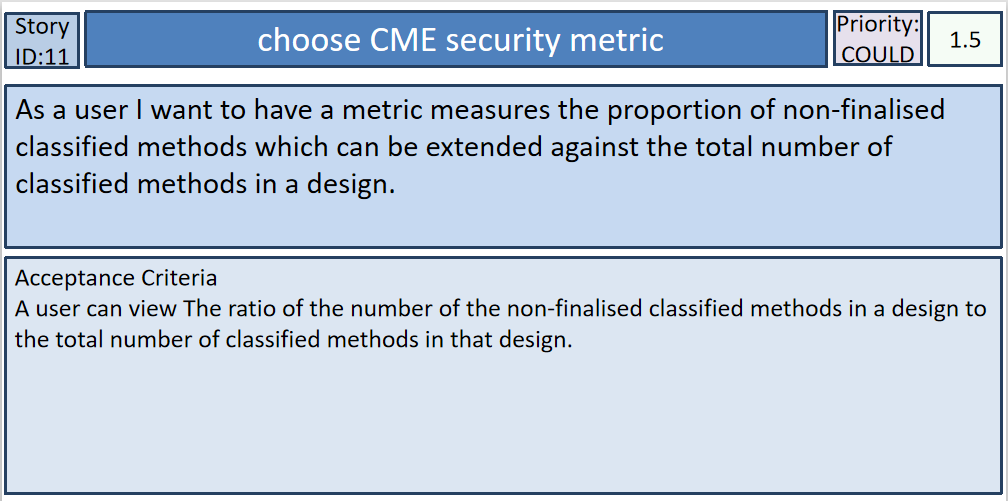 Story
ID:11
choose CME security metric
Priority:
COULD
1.5
As a user I want to have a metric measures the proportion of non-finalised
classified methods which can be extended against the total number of
classified methods in a design.
Acceptance Criteria
A user can view The ratio of the number of the non-finalised classified methods in a design to
the total number of classified methods in that design.